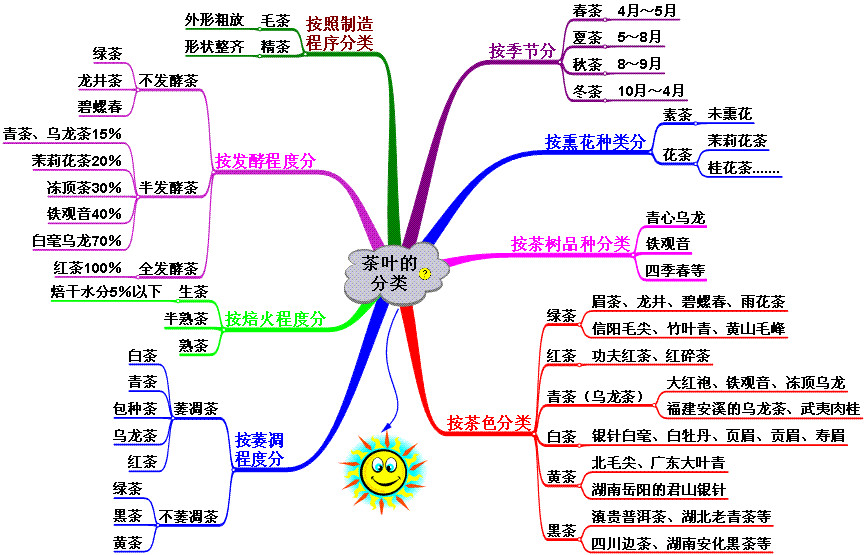 茶叶的
分类
按季节分
春茶 4月～5月
夏茶 5～8月
秋茶 8～9月
冬茶 10月～4月
按熏花种类分
素茶 未熏花
花茶
茉莉花茶
桂花茶.......
按茶树品种分类
青心乌龙
铁观音
四季春等
按茶色分类
绿茶
眉茶、龙井、碧螺春、雨花茶
信阳毛尖、竹叶青、黄山毛峰
红茶 功夫红茶、红碎茶
青茶（乌龙茶）
大红袍、铁观音、冻顶乌龙
福建安溪的乌龙茶、武夷肉桂
白茶 银针白毫、白牡丹、页眉、贡眉、寿眉
黄茶
北毛尖、广东大叶青
湖南岳阳的君山银针
黑茶
滇贵普洱茶、湖北老青茶等
四川边茶、湖南安化黑茶等
按照制造
程序分类
外形粗放 毛茶
形状整齐 精茶
按发酵程度分
不发酵茶
绿茶
龙井茶
碧螺春
半发酵茶
青茶、乌龙茶15%
茉莉花茶20%
冻顶茶30%
铁观音40%
白毫乌龙70%
红茶100% 全发酵茶
按焙火程度分
焙干水分5%以下 生茶
半熟茶
熟茶
按萎凋
程度分
萎凋茶
白茶
青茶
包种茶
乌龙茶
红茶
不萎凋茶
绿茶
黑茶
黄茶